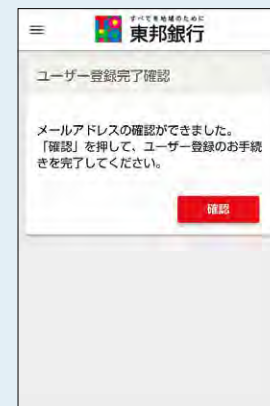 すべてを地域のために
東邦銀行
ユーザー登録完了確認
メールアドレスの確認ができました。
「確認」を押して、ユーザー登録のお手続
きを完了してください。
確認